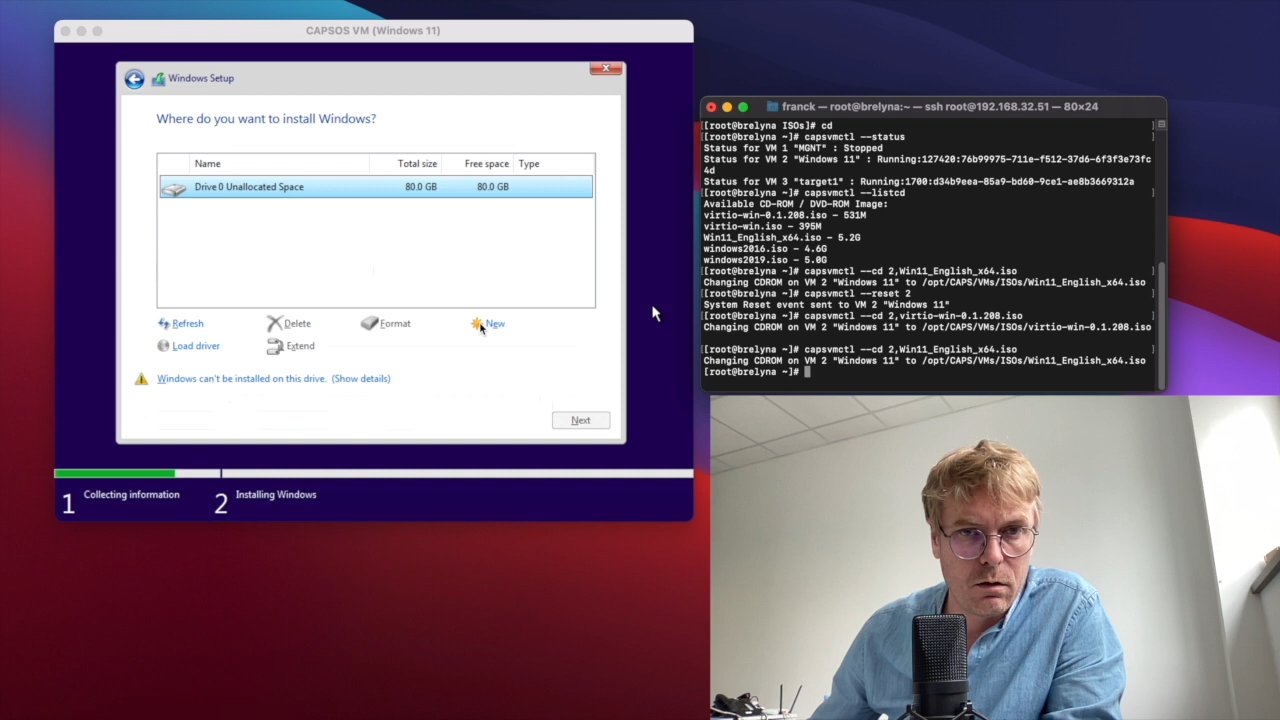 CAPSOS VM (Windows 11)
Windows Setup
Where do you want to install Windows?
Name Total size Free space Type
Drive 0 Unallocated Space 80.0 GB 80.0 GB
Refresh Delete Format New
Load driver Extend
Windows can't be installed on this drive. (Show details)
Next
1 Collecting information 2 Installing Windows
franck — root@brelyna:~ — ssh root@192.168.32.51 — 80×24
[[root@brelyna ISOs]# cd ]
[[root@brelyna ~]# capsvmctl --status ]
Status for VM 1 "MGNT" : Stopped
Status for VM 2 "Windows 11" : Running:127420:76b99975-711e-f512-37d6-6f3f3e73fc
4d
Status for VM 3 "target1" : Running:1700:d34b9eea-85a9-bd60-9ce1-ae8b3669312a
[[root@brelyna ~]# capsvmctl --listcd ]
Available CD-ROM / DVD-ROM Image:
virtio-win-0.1.208.iso - 531M
virtio-win.iso - 395M
Win11_English_x64.iso - 5.2G
windows2016.iso - 4.6G
windows2019.iso - 5.0G
[[root@brelyna ~]# capsvmctl --cd 2,Win11_English_x64.iso ]
Changing CDROM on VM 2 "Windows 11" to /opt/CAPS/VMs/ISOs/Win11_English_x64.iso
[[root@brelyna ~]# capsvmctl --reset 2 ]
System Reset event sent to VM 2 "Windows 11"
[[root@brelyna ~]# capsvmctl --cd 2,virtio-win-0.1.208.iso ]
Changing CDROM on VM 2 "Windows 11" to /opt/CAPS/VMs/ISOs/virtio-win-0.1.208.iso
[[root@brelyna ~]# capsvmctl --cd 2,Win11_English_x64.iso ]
Changing CDROM on VM 2 "Windows 11" to /opt/CAPS/VMs/ISOs/Win11_English_x64.iso
[root@brelyna ~]#